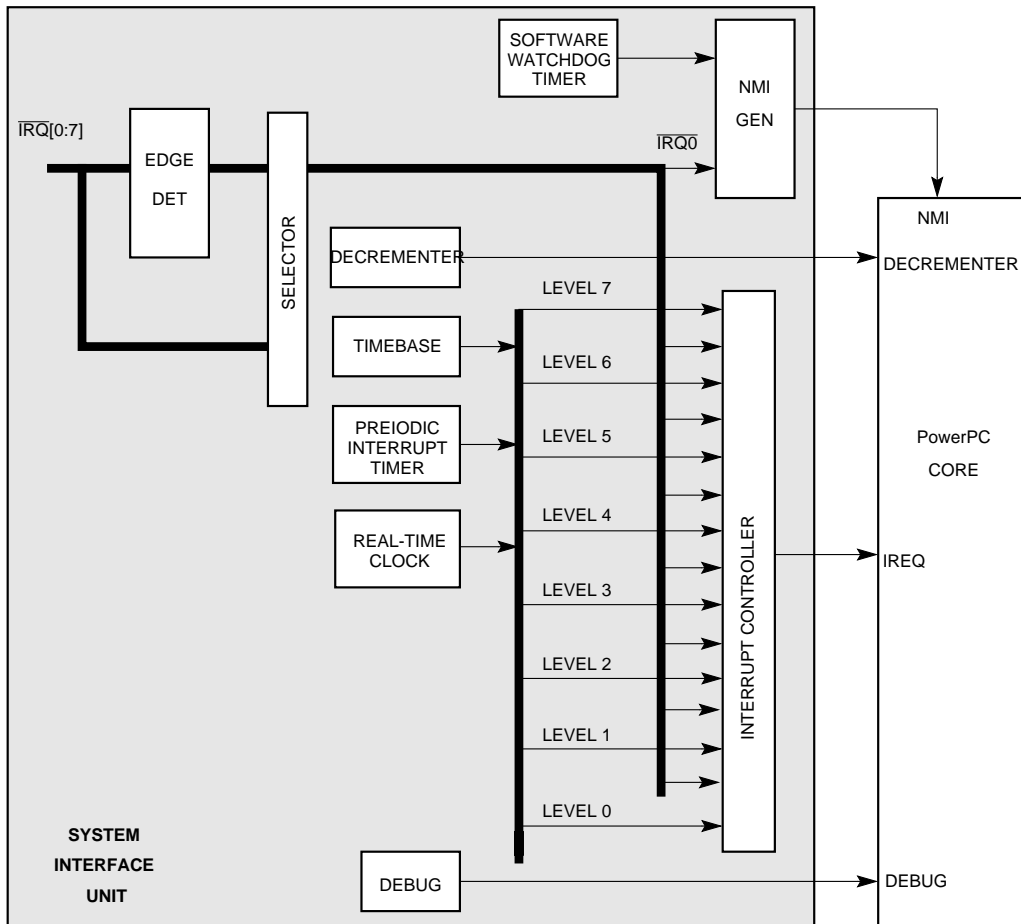 SOFTWARE
WATCHDOG
TIMER
NMI
GEN
IRQ[0:7]
EDGE
DET
SELECTOR
IRQ0
NMI
DECREMENTER
DECREMENTER
LEVEL 7
TIMEBASE
LEVEL 6
PREIODIC
INTERRUPT
TIMER
LEVEL 5
PowerPC
CORE
LEVEL 4
REAL-TIME
CLOCK
INTERRUPT CONTROLLER
IREQ
LEVEL 3
LEVEL 2
LEVEL 1
LEVEL 0
SYSTEM
INTERFACE
UNIT
DEBUG
DEBUG